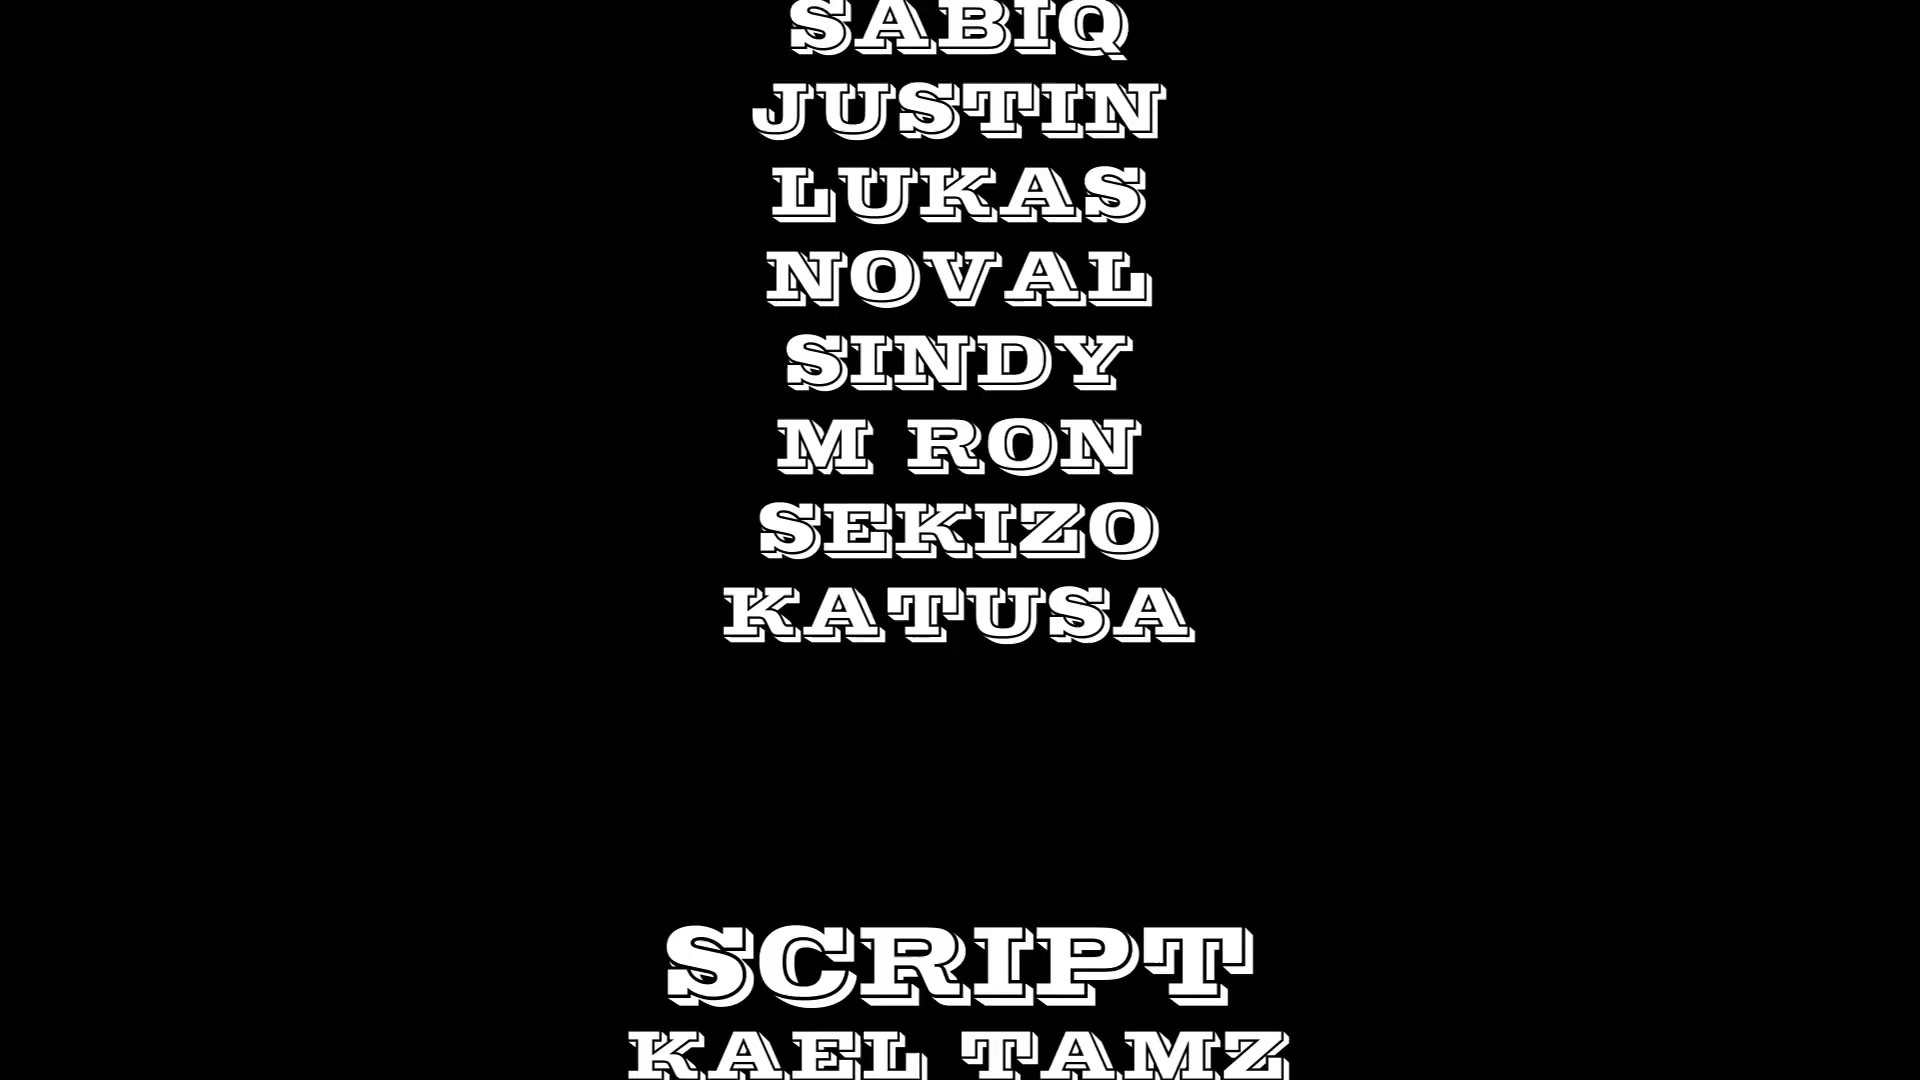 SABIQ
JUSTIN
LUKAS
NOVAL
SINDY
M RON
SEKIZO
KATUSA
SCRIPT
KAEL TAMZ